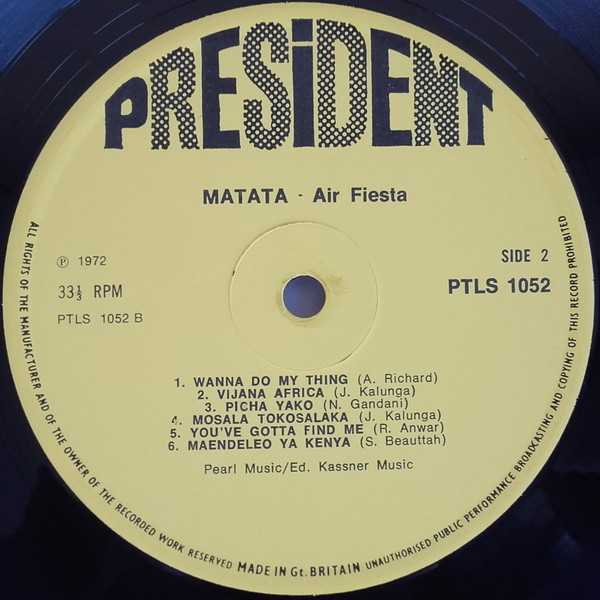 PRESiDENT
MATATA - Air Fiesta
℗ 1972
33⅓ RPM
PTLS 1052 B
SIDE 2
PTLS 1052
1. WANNA DO MY THING (A. Richard)
2. VIJANA AFRICA (J. Kalunga)
3. PICHA YAKO (N. Gandani)
4. MOSALA TOKOSALAKA (J. Kalunga)
5. YOU'VE GOTTA FIND ME (R. Anwar)
6. MAENDELEO YA KENYA (S. Beauttah)
Pearl Music/Ed. Kassner Music
ALL RIGHTS OF THE MANUFACTURER AND OF THE OWNER OF THE RECORDED WORK RESERVED MADE IN Gt. BRITAIN UNAUTHORISED PUBLIC PERFORMANCE BROADCASTING AND COPYING OF THIS RECORD PROHIBITED